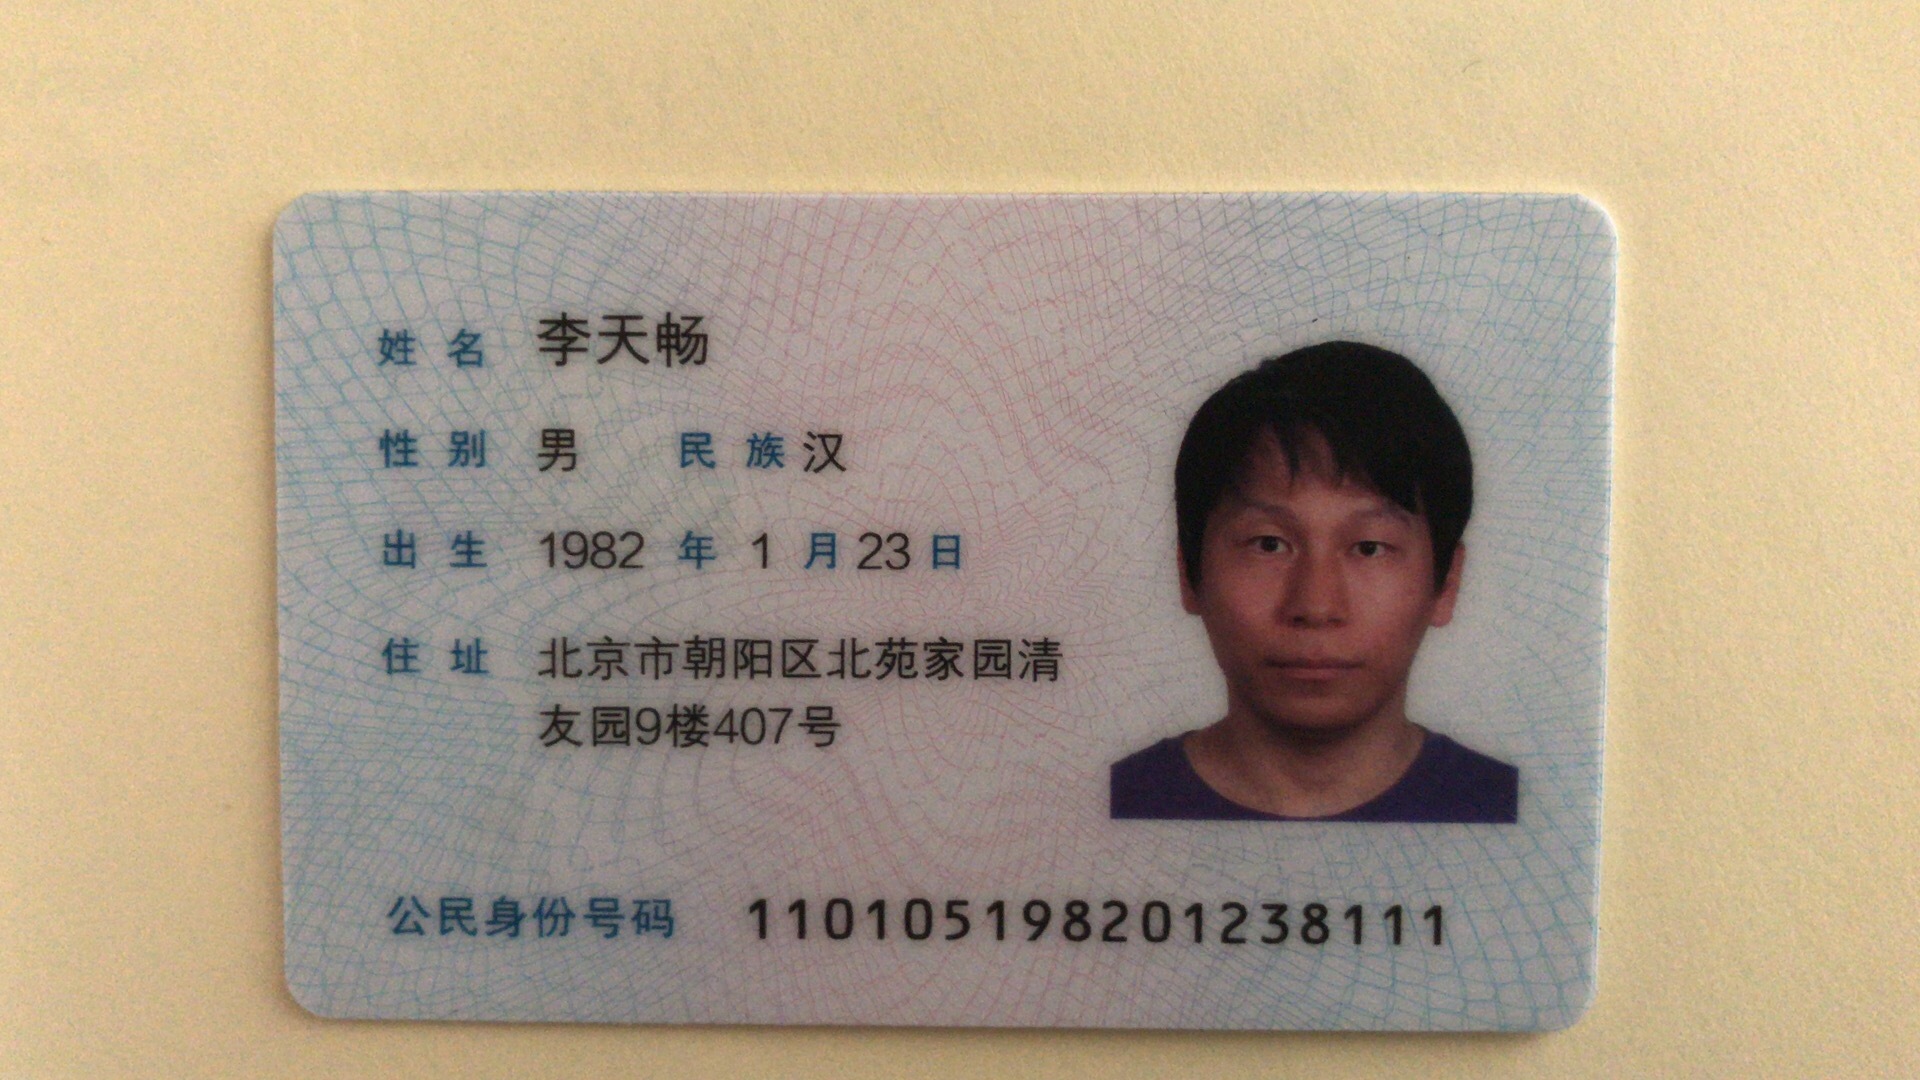 姓名 李天畅
性别 男 民族 汉
出生 1982 年 1 月 23 日
住址 北京市朝阳区北苑家园清
友园9楼407号
公民身份号码 110105198201238111